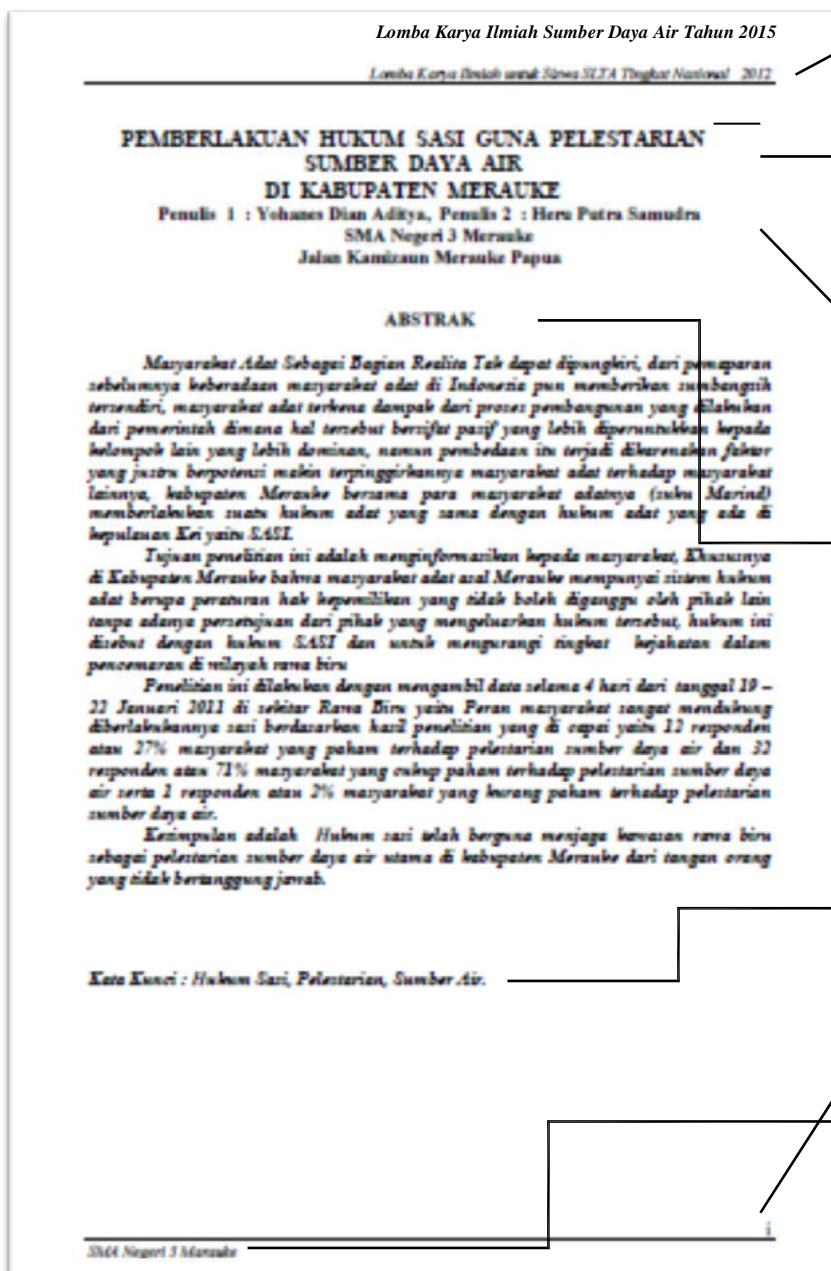 Lomba Karya Ilmiah Sumber Daya Air Tahun 2015
Lomba Karya Ilmiah untuk Siswa SLTA Tingkat Nasional 2012
PEMBERLAKUAN HUKUM SASI GUNA PELESTARIAN
SUMBER DAYA AIR
DI KABUPATEN MERAUKE
Penulis 1 : Yohanes Dian Aditya, Penulis 2 : Heru Putra Samudra
SMA Negeri 3 Merauke
Jalan Kamizaun Merauke Papua
ABSTRAK
Masyarakat Adat Sebagai Bagian Realita Tak dapat dipungkiri, dari pemaparan
sebelumnya keberadaan masyarakat adat di Indonesia pun memberikan sumbangsih
tersendiri, masyarakat adat terkena dampak dari proses pembangunan yang dilakukan
dari pemerintah dimana hal tersebut bersifat pasif yang lebih diperuntukkan kepada
kelompok lain yang lebih dominan, namun pembedaan itu terjadi dikarenakan faktor
yang justru berpotensi makin terpinggirkannya masyarakat adat terhadap masyarakat
lainnya, kabupaten Merauke bersama para masyarakat adatnya (suku Marind)
memberlakukan suatu hukum adat yang sama dengan hukum adat yang ada di
kepulauan Kei yaitu SASI.
Tujuan penelitian ini adalah menginformasikan kepada masyarakat, Khususnya
di Kabupaten Merauke bahwa masyarakat adat asal Merauke mempunyai sistem hukum
adat berupa peraturan hak kepemilikan yang tidak boleh diganggu oleh pihak lain
tanpa adanya persetujuan dari pihak yang mengeluarkan hukum tersebut, hukum ini
disebut dengan hukum SASI dan untuk mengurangi tingkat kejahatan dalam
pencemaran di wilayah rawa biru
Penelitian ini dilakukan dengan mengambil data selama 4 hari dari tanggal 19 –
22 Januari 2011 di sekitar Rawa Biru yaitu Peran masyarakat sangat mendukung
diberlakukannya sasi berdasarkan hasil penelitian yang di capai yaitu 12 responden
atau 27% masyarakat yang paham terhadap pelestarian sumber daya air dan 32
responden atau 71% masyarakat yang cukup paham terhadap pelestarian sumber daya
air serta 1 responden atau 2% masyarakat yang kurang paham terhadap pelestarian
sumber daya air.
Kesimpulan adalah Hukum sasi telah berguna menjaga kawasan rawa biru
sebagai pelestarian sumber daya air utama di kabupaten Merauke dari tangan orang
yang tidak bertanggung jawab.
Kata Kunci : Hukum Sasi, Pelestarian, Sumber Air.
i
SMA Negeri 3 Merauke